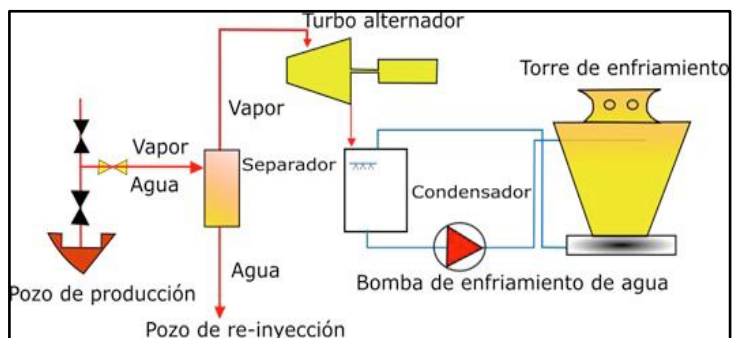 Turbo alternador
Torre de enfriamiento
Vapor
Vapor
Separador
Agua
Condensador
Agua
Bomba de enfriamiento de agua
Pozo de producción
Pozo de re-inyección